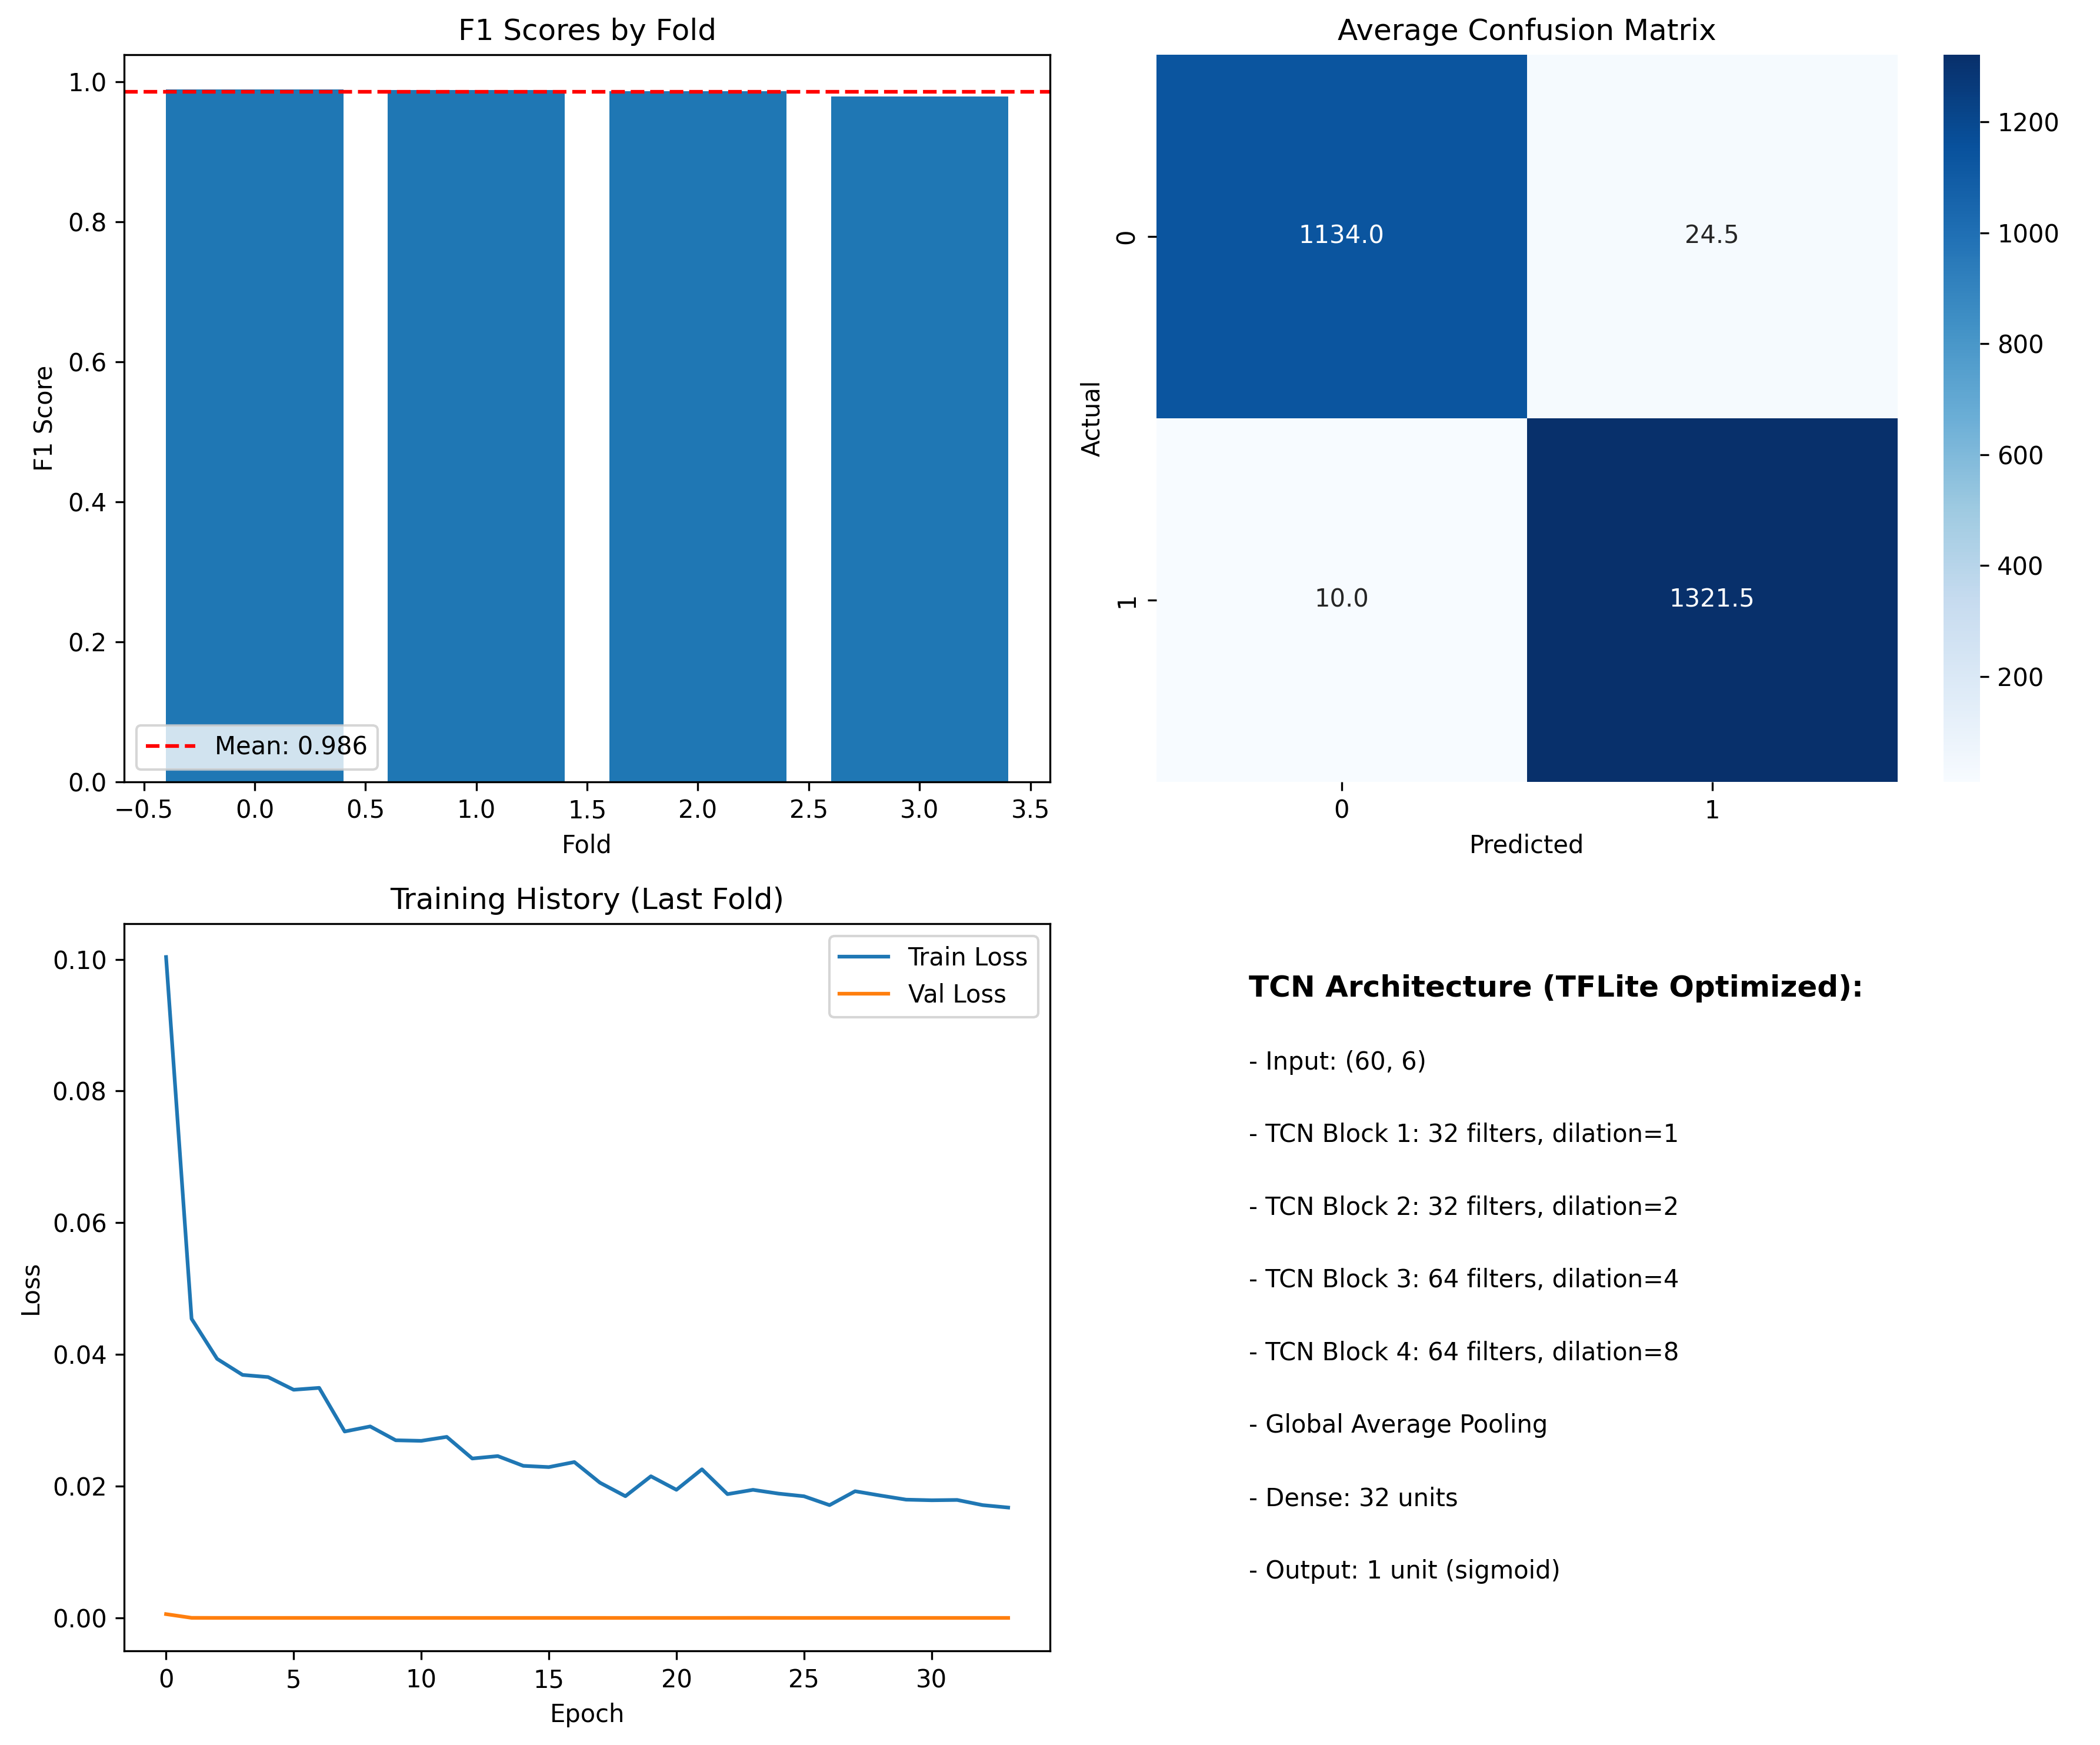 F1 Scores by Fold
F1 Score
1.0
0.8
0.6
0.4
0.2
0.0
Mean: 0.986
−0.5 0.0 0.5 1.0 1.5 2.0 2.5 3.0 3.5
Fold
Average Confusion Matrix
Actual
0
1
1134.0 24.5
10.0 1321.5
0 1
Predicted
1200
1000
800
600
400
200
Training History (Last Fold)
Loss
0.10
0.08
0.06
0.04
0.02
0.00
Train Loss
Val Loss
0 5 10 15 20 25 30
Epoch
TCN Architecture (TFLite Optimized):
- Input: (60, 6)
- TCN Block 1: 32 filters, dilation=1
- TCN Block 2: 32 filters, dilation=2
- TCN Block 3: 64 filters, dilation=4
- TCN Block 4: 64 filters, dilation=8
- Global Average Pooling
- Dense: 32 units
- Output: 1 unit (sigmoid)